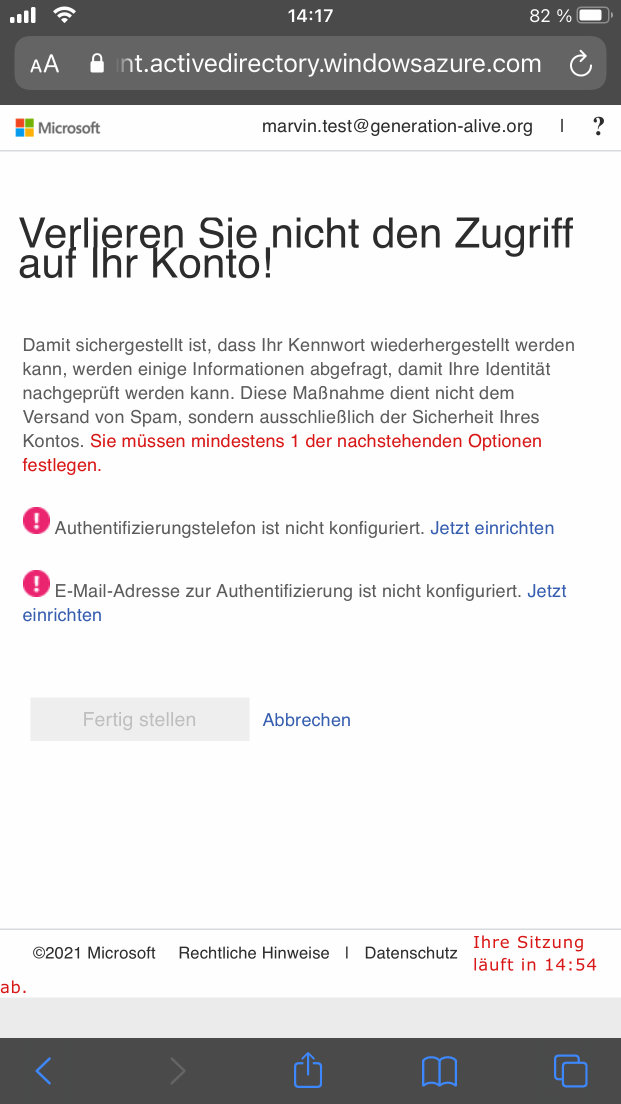 14:17
82 %
AA
nt.activedirectory.windowsazure.com
Microsoft
marvin.test@generation-alive.org | ?
Verlieren Sie nicht den Zugriff
auf Ihr Konto!
Damit sichergestellt ist, dass Ihr Kennwort wiederhergestellt werden
kann, werden einige Informationen abgefragt, damit Ihre Identität
nachgeprüft werden kann. Diese Maßnahme dient nicht dem
Versand von Spam, sondern ausschließlich der Sicherheit Ihres
Kontos. Sie müssen mindestens 1 der nachstehenden Optionen
festlegen.
! Authentifizierungstelefon ist nicht konfiguriert. Jetzt einrichten
! E-Mail-Adresse zur Authentifizierung ist nicht konfiguriert. Jetzt
einrichten
Fertig stellen
Abbrechen
©2021 Microsoft
Rechtliche Hinweise | Datenschutz
Ihre Sitzung
läuft in 14:54
ab.